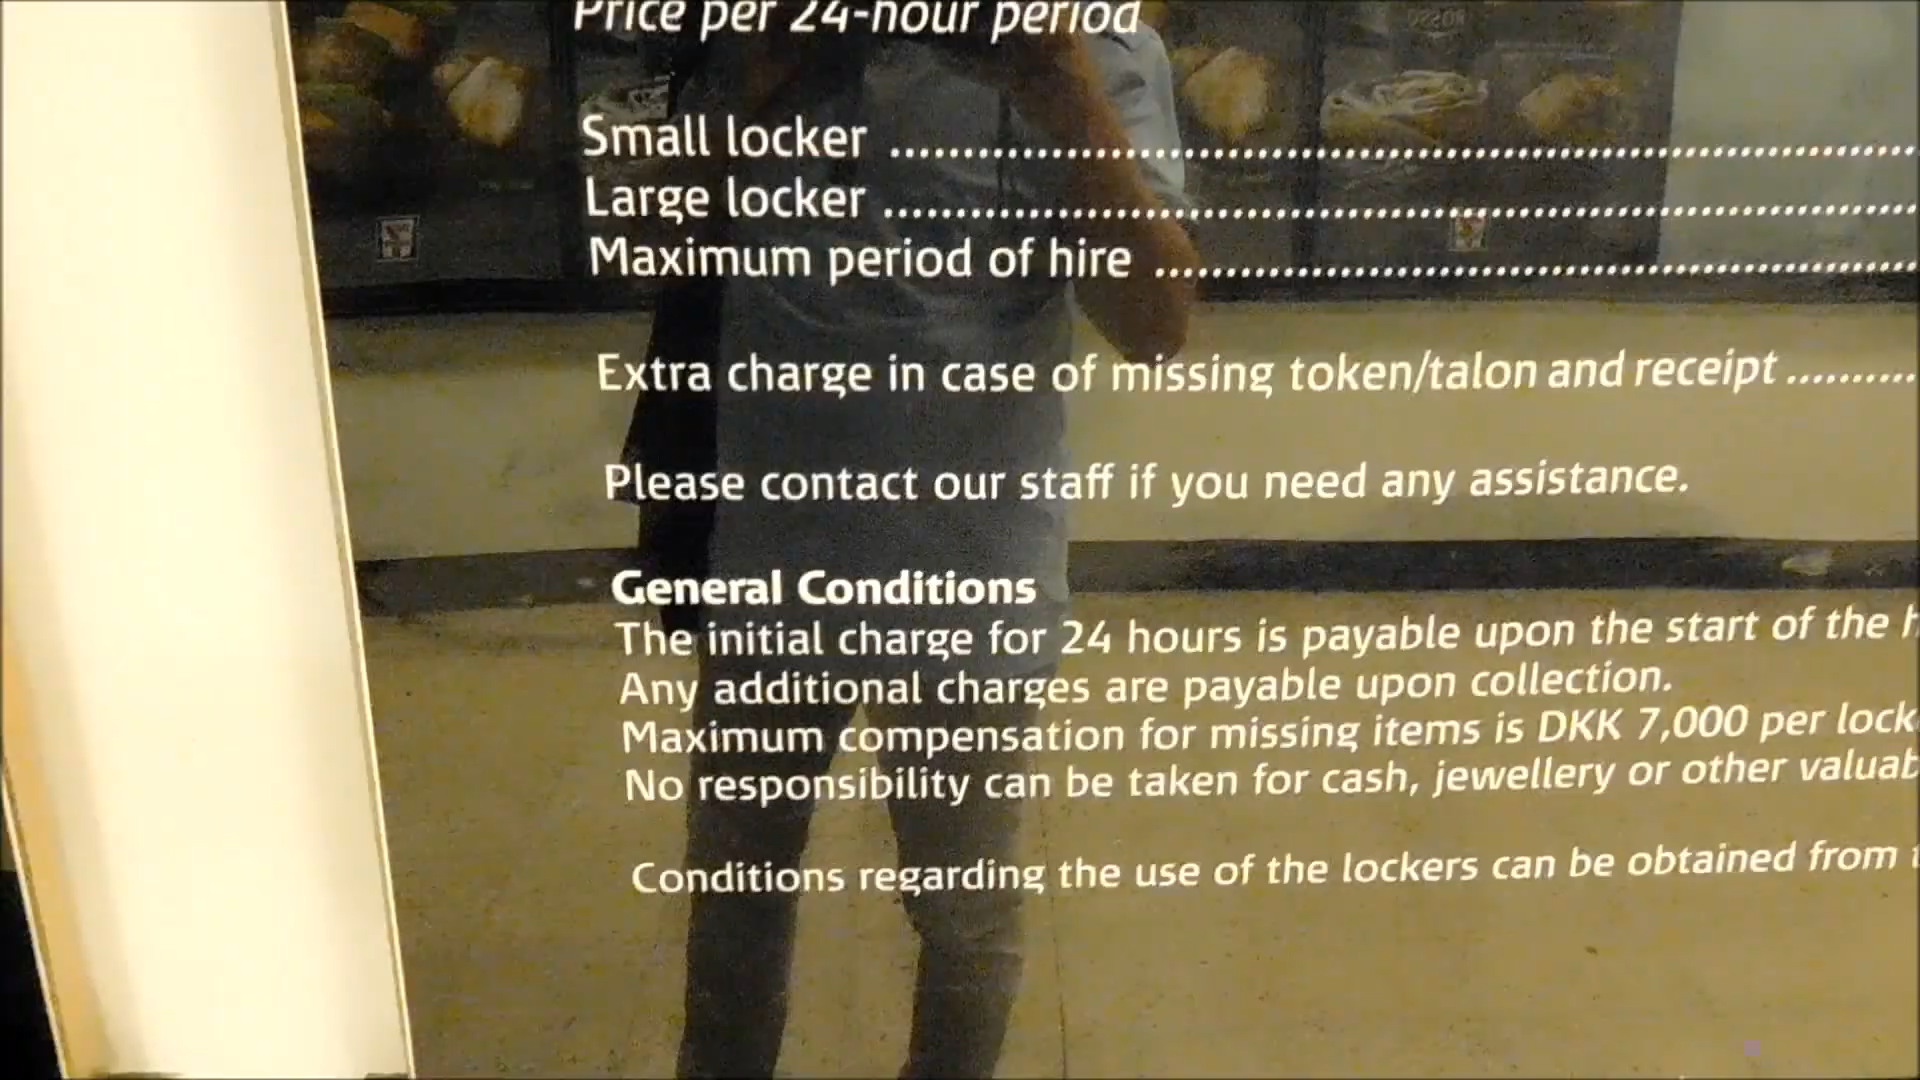 Price per 24-hour period
Small locker ........................................................
Large locker ........................................................
Maximum period of hire ........................................
Extra charge in case of missing token/talon and receipt ..........
Please contact our staff if you need any assistance.
General Conditions
The initial charge for 24 hours is payable upon the start of the
Any additional charges are payable upon collection.
Maximum compensation for missing items is DKK 7,000 per
No responsibility can be taken for cash, jewellery or other
Conditions regarding the use of the lockers can be obtained from